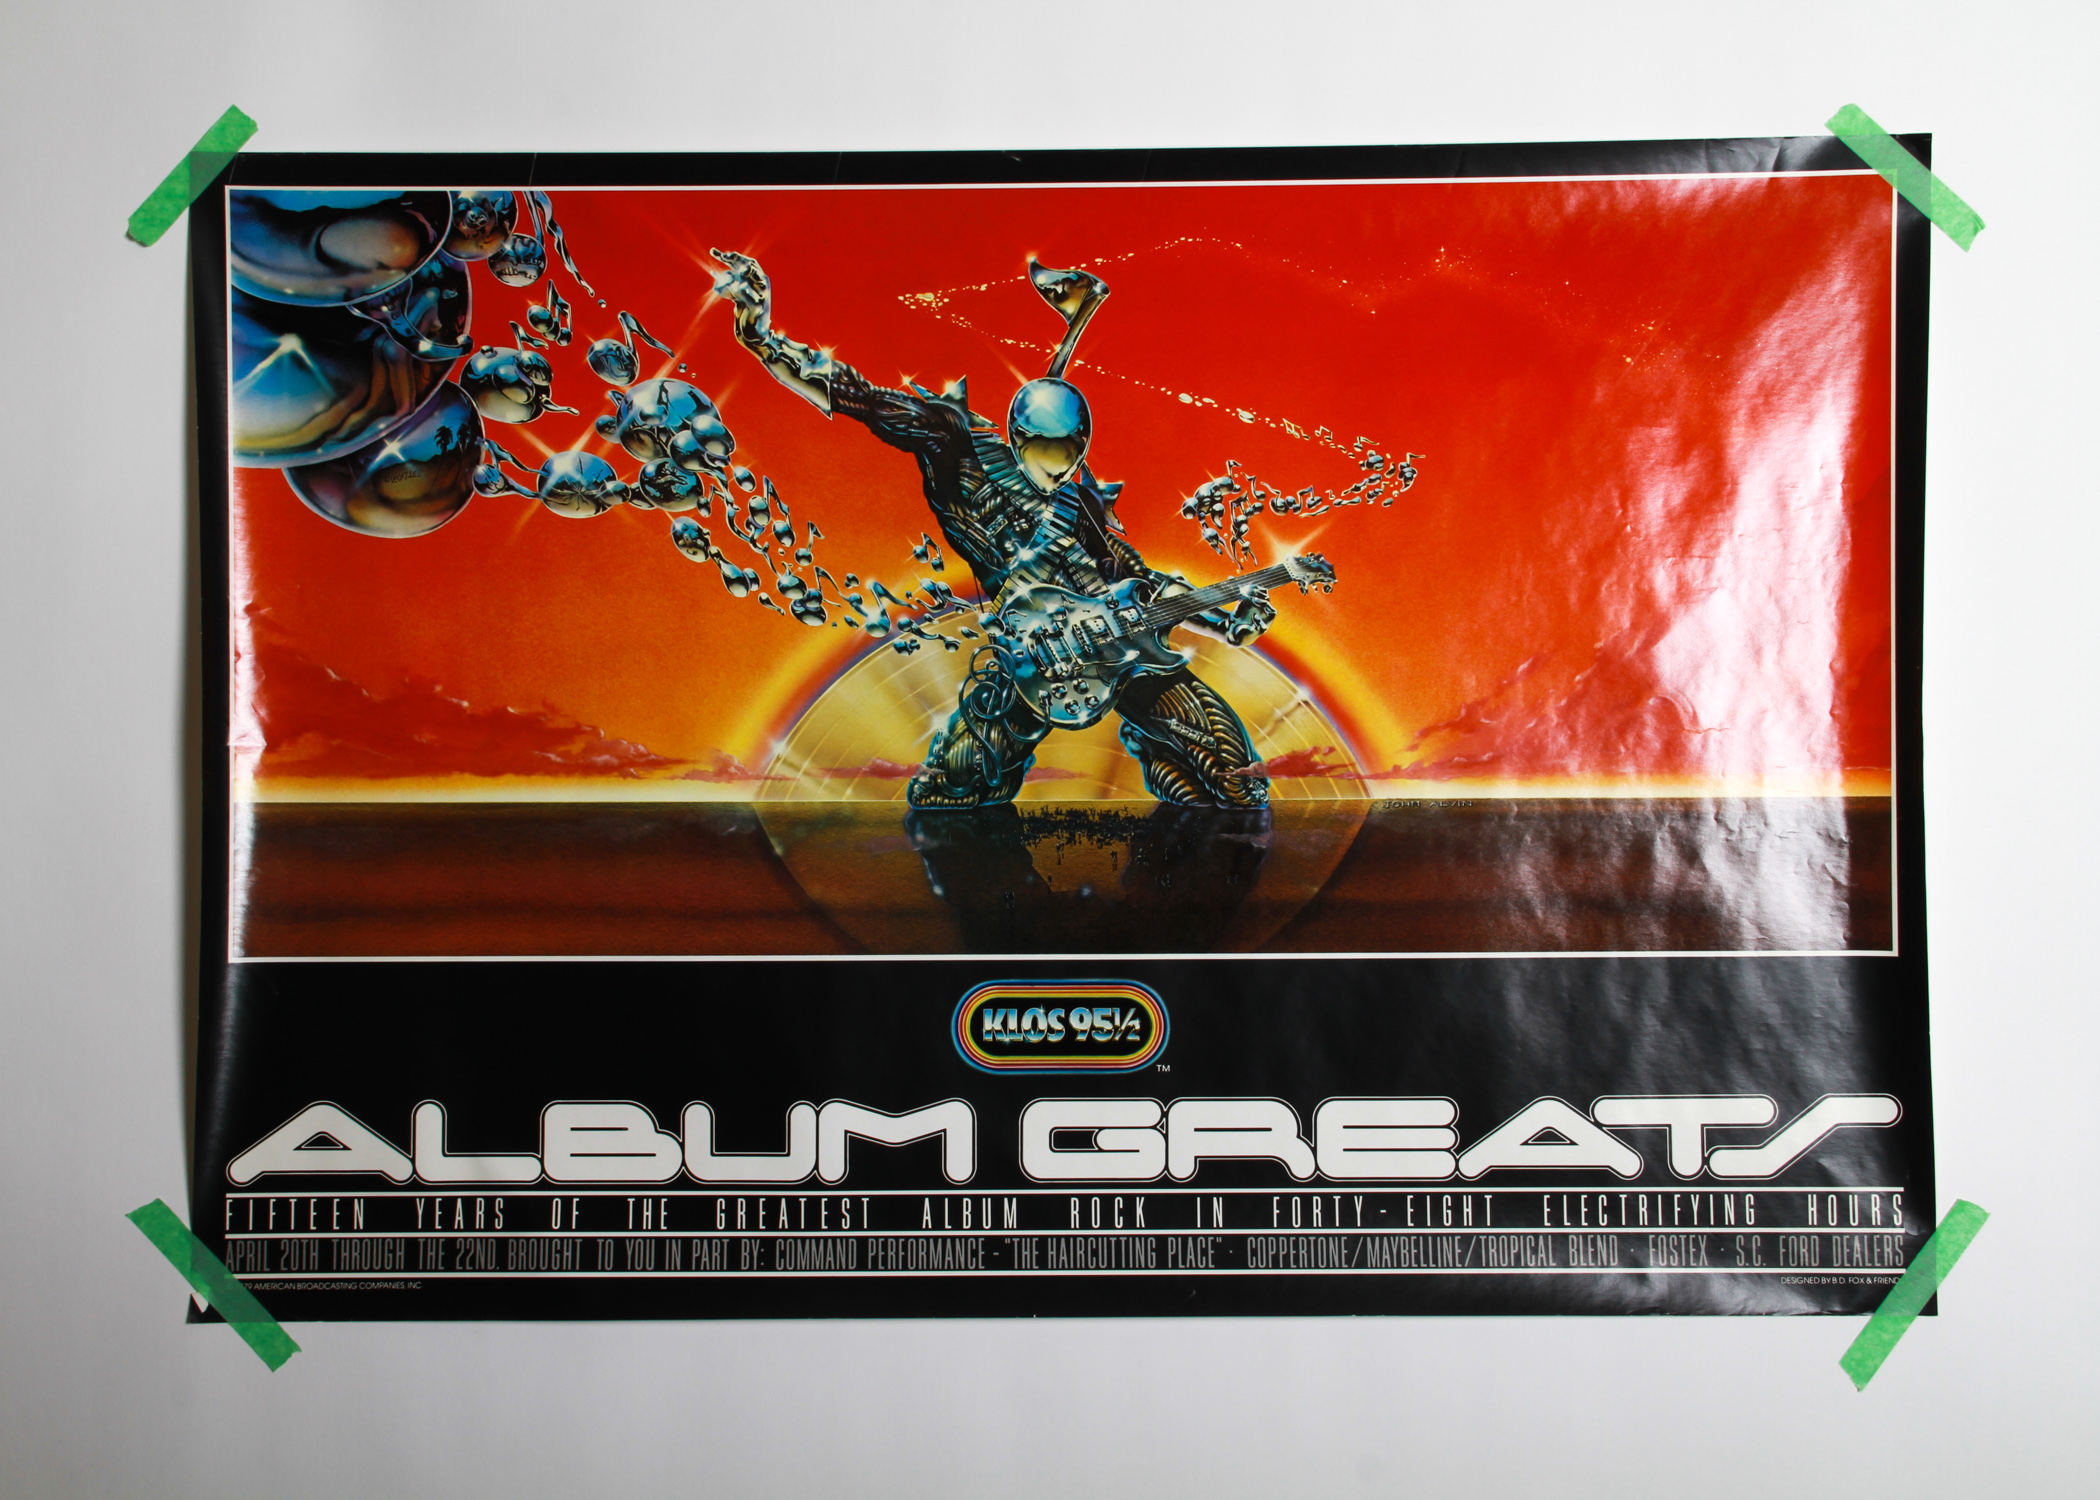 JOHN ALVIN
KLOS 95½
TM
ALBUM GREATS
FIFTEEN YEARS OF THE GREATEST ALBUM ROCK IN FORTY-EIGHT ELECTRIFYING HOURS
APRIL 20TH THROUGH THE 22ND. BROUGHT TO YOU IN PART BY: COMMAND PERFORMANCE - "THE HAIRCUTTING PLACE" · COPPERTONE/MAYBELLINE/TROPICAL BLEND · FOSTEX · S.C. FORD DEALERS
79 AMERICAN BROADCASTING COMPANIES, INC.
DESIGNED BY B.D. FOX & FRIEND